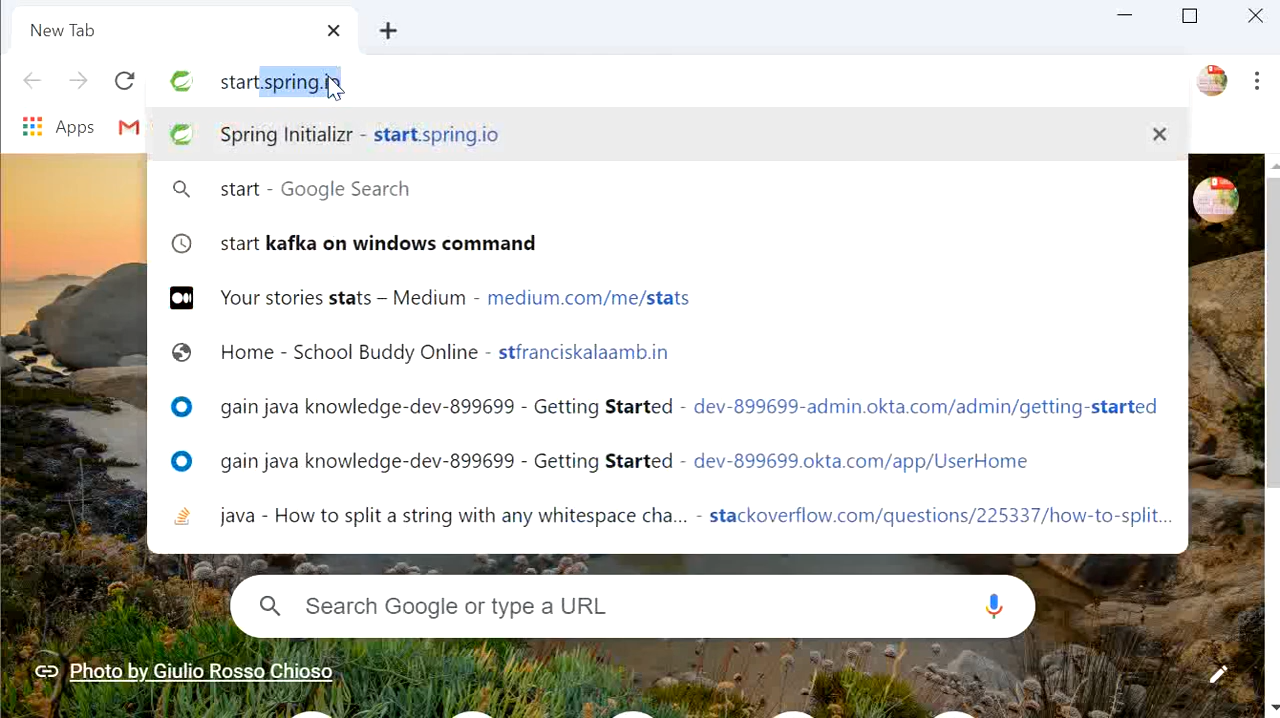 New Tab
start.spring.io
Apps
Spring Initializr - start.spring.io
start - Google Search
start kafka on windows command
Your stories stats – Medium - medium.com/me/stats
Home - School Buddy Online - stfranciskalaamb.in
gain java knowledge-dev-899699 - Getting Started - dev-899699-admin.okta.com/admin/getting-started
gain java knowledge-dev-899699 - Getting Started - dev-899699.okta.com/app/UserHome
java - How to split a string with any whitespace cha... - stackoverflow.com/questions/225337/how-to-split...
Search Google or type a URL
Photo by Giulio Rosso Chioso